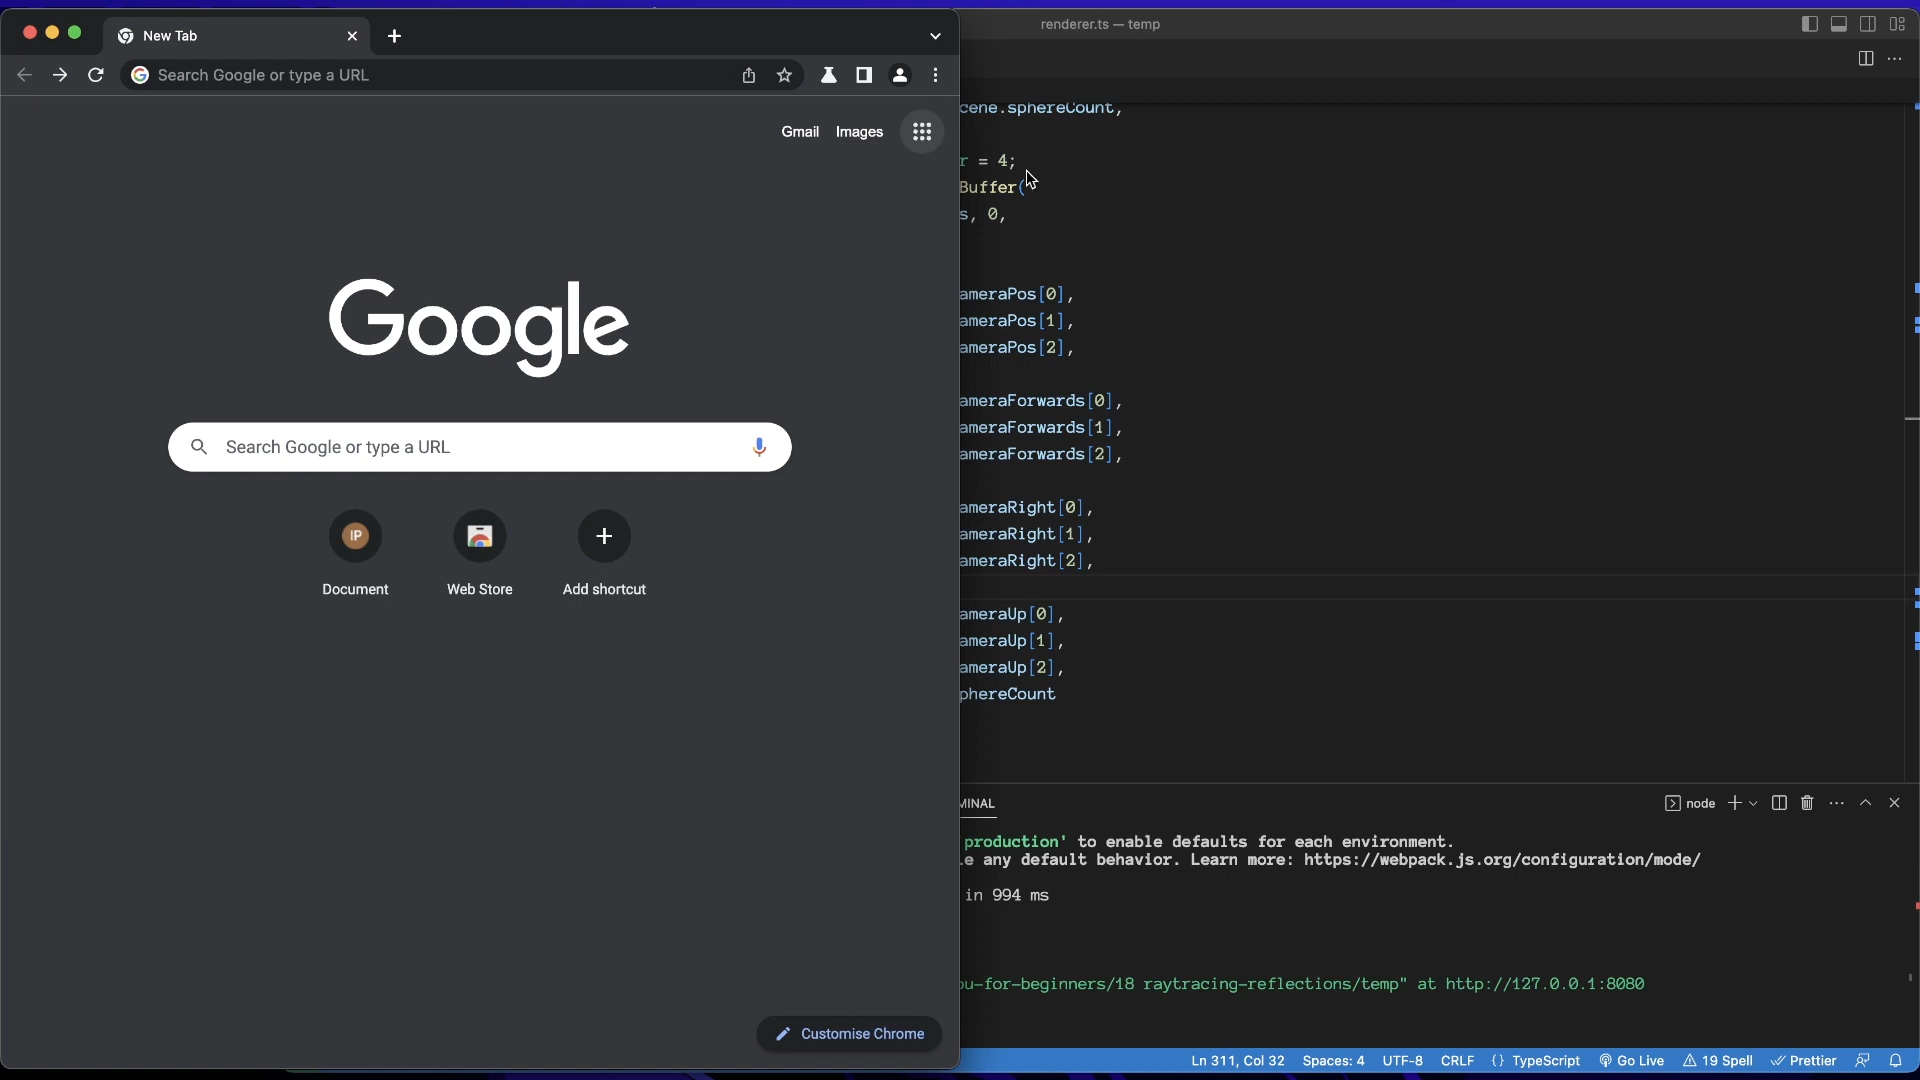 New Tab
Search Google or type a URL
Gmail Images
Google
Search Google or type a URL
IP
Document Web Store Add shortcut
Customise Chrome
renderer.ts — temp
cene.sphereCount,
r = 4;
Buffer(
s, 0,
ameraPos[0],
ameraPos[1],
ameraPos[2],
ameraForwards[0],
ameraForwards[1],
ameraForwards[2],
ameraRight[0],
ameraRight[1],
ameraRight[2],
ameraUp[0],
ameraUp[1],
ameraUp[2],
phereCount
MINAL
node
production' to enable defaults for each environment.
le any default behavior. Learn more: https://webpack.js.org/configuration/mode/
in 994 ms
pu-for-beginners/18 raytracing-reflections/temp" at http://127.0.0.1:8080
Ln 311, Col 32 Spaces: 4 UTF-8 CRLF {} TypeScript Go Live 19 Spell Prettier